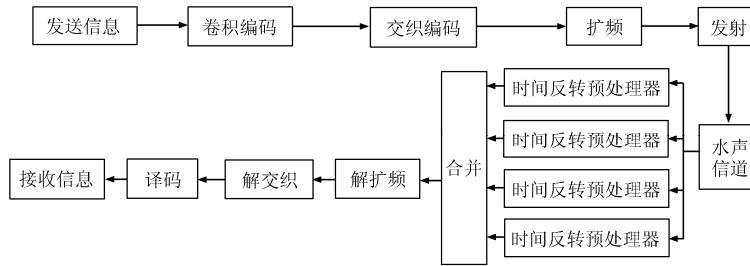 发送信息
卷积编码
交织编码
扩频
发射
水声
信道
时间反转预处理器
时间反转预处理器
时间反转预处理器
时间反转预处理器
合并
解扩频
解交织
译码
接收信息